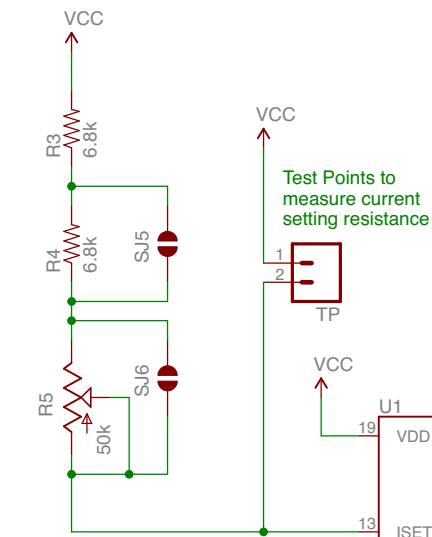 VCC
R3
6.8k
R4
6.8k
SJ5
R5
50k
SJ6
VCC
Test Points to
measure current
setting resistance
1
2
TP
VCC
U1
19
VDD
13
ISET